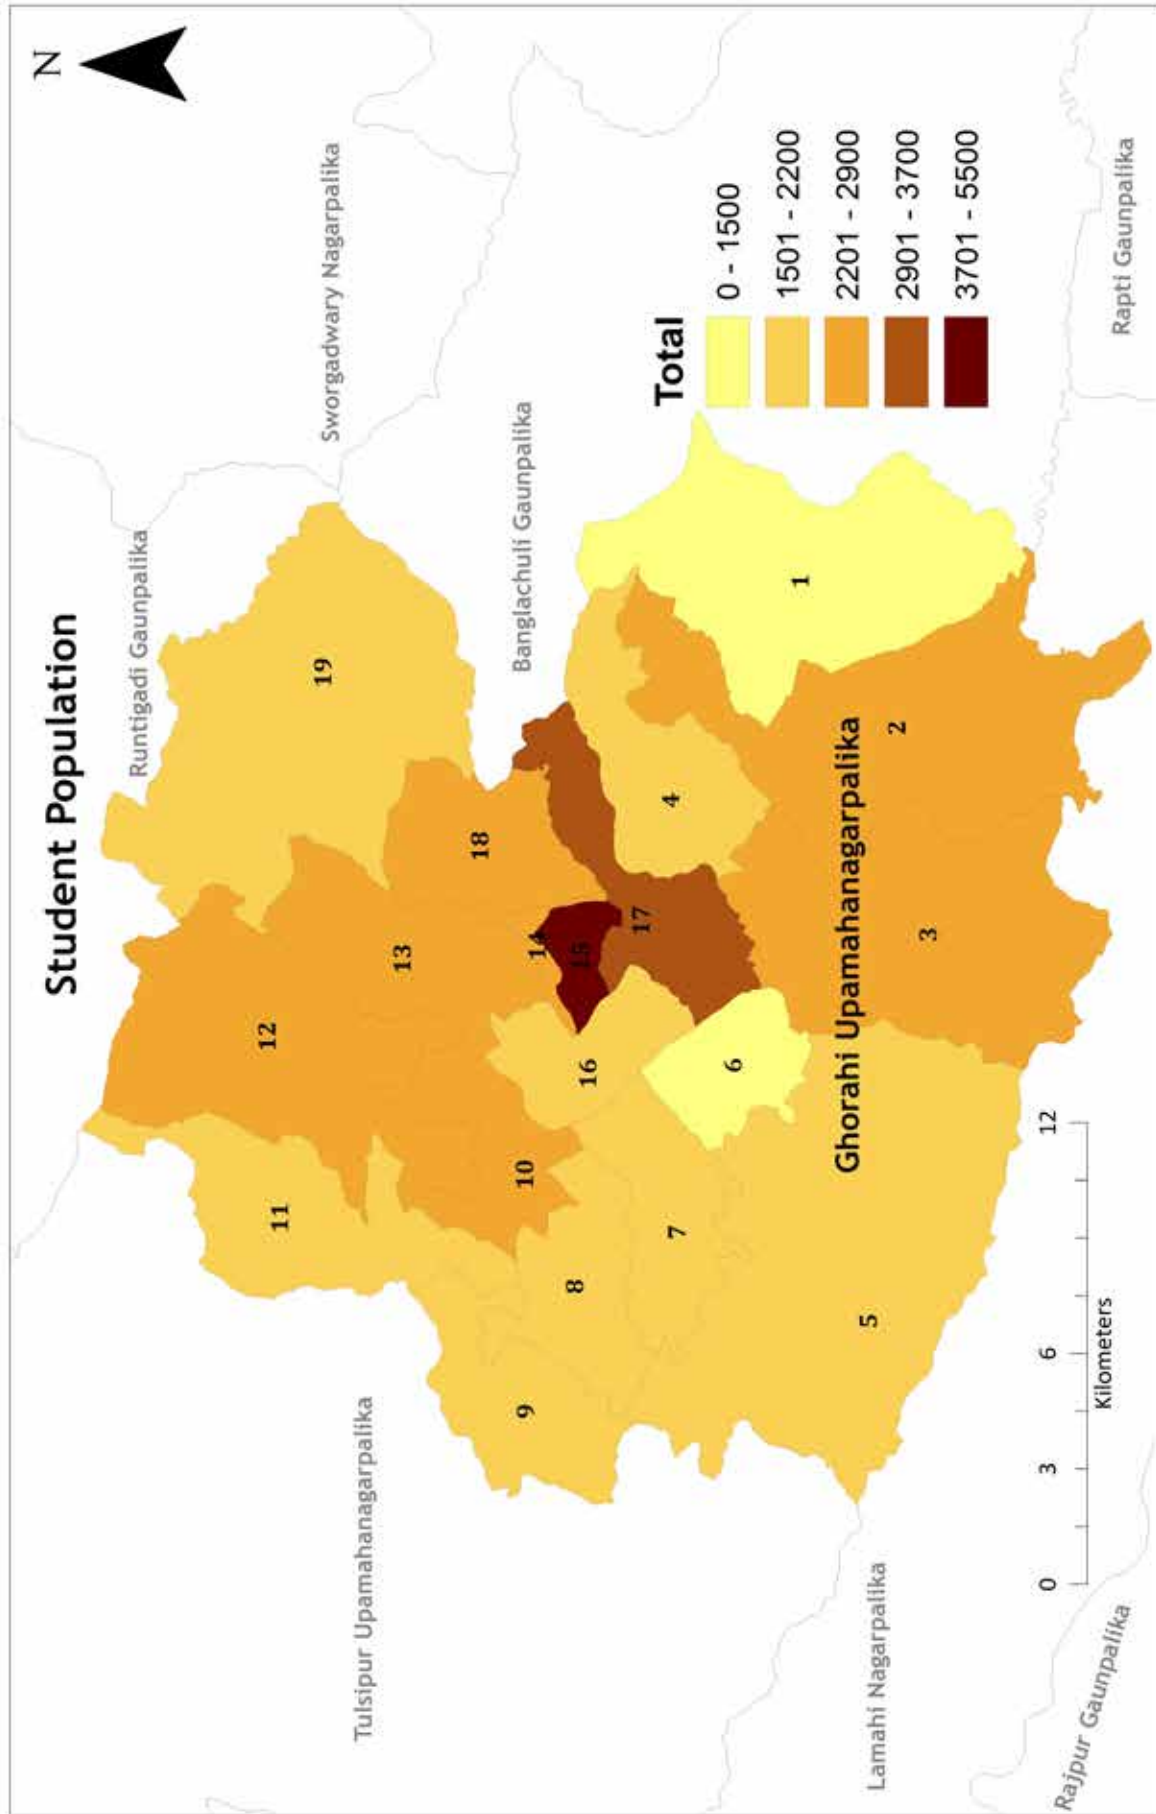 Student Population
N
Runtigadi Gaunpalika
Sworgadwary Nagarpalika
Tulsipur Upamahanagarpalika
Banglachuli Gaunpalika
Lamahi Nagarpalika
Rajpur Gaunpalika
Rapti Gaunpalika
Ghorahi Upamahanagarpalika
12
11
19
13
18
10
14
9
8
16
15
17
4
7
6
1
5
3
2
Total
0 - 1500
1501 - 2200
2201 - 2900
2901 - 3700
3701 - 5500
0 3 6 12
Kilometers